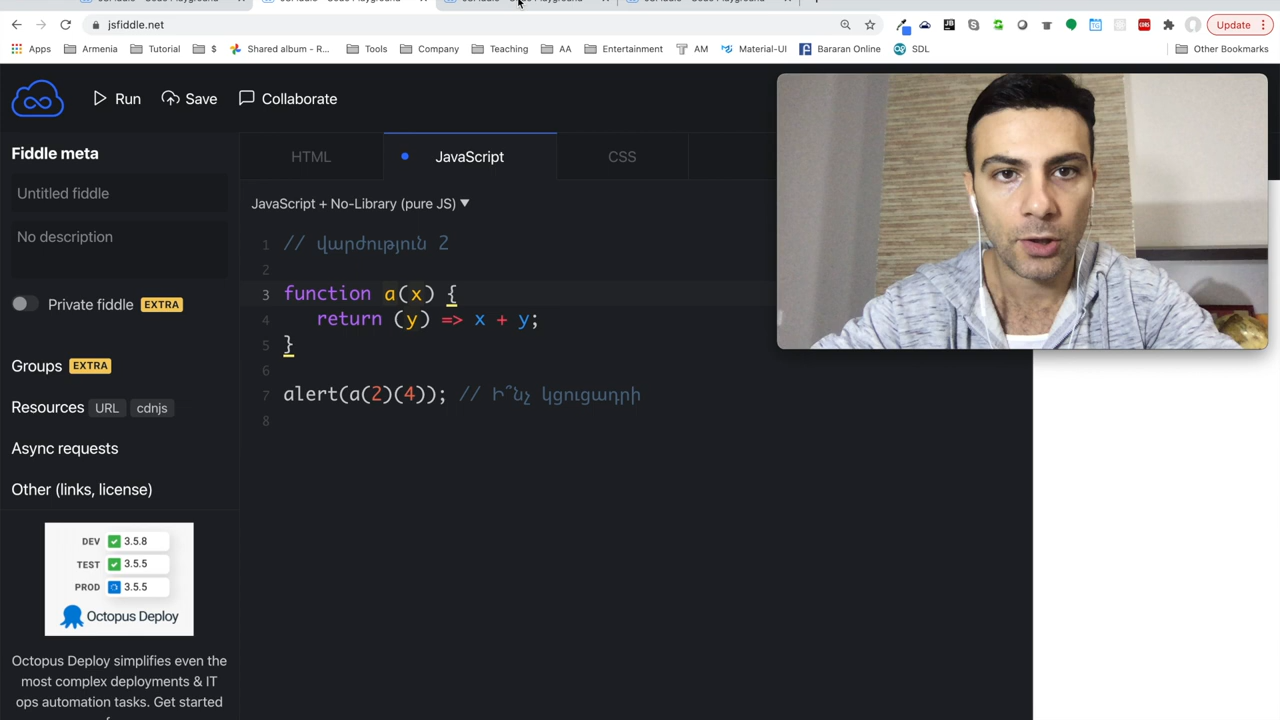 jsfiddle.net
Update
Apps
Armenia
Tutorial
$
Shared album - R...
Tools
Company
Teaching
AA
Entertainment
AM
Material-UI
Bararan Online
SDL
Other Bookmarks
Run
Save
Collaborate
Fiddle meta
HTML
JavaScript
CSS
Untitled fiddle
JavaScript + No-Library (pure JS) ▼
No description
1 // վարժություն 2
2
3 function a(x) {
4 return (y) => x + y;
5 }
6
7 alert(a(2)(4)); // Ի՞նչ կցուցադրի
8
Private fiddle EXTRA
Groups EXTRA
Resources URL cdnjs
Async requests
Other (links, license)
DEV 3.5.8
TEST 3.5.5
PROD 3.5.5
Octopus Deploy
Octopus Deploy simplifies even the
most complex deployments & IT
ops automation tasks. Get started